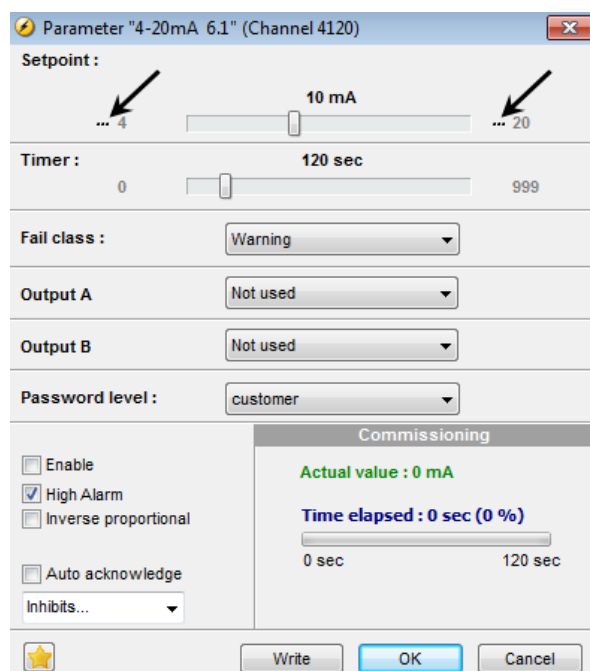 Parameter "4-20mA 6.1" (Channel 4120)
Setpoint :
10 mA
... 4
... 20
Timer :
120 sec
0
999
Fail class :
Warning
Output A
Not used
Output B
Not used
Password level :
customer
Enable
High Alarm
Inverse proportional
Auto acknowledge
Inhibits...
Commissioning
Actual value : 0 mA
Time elapsed : 0 sec (0 %)
0 sec
120 sec
Write
OK
Cancel